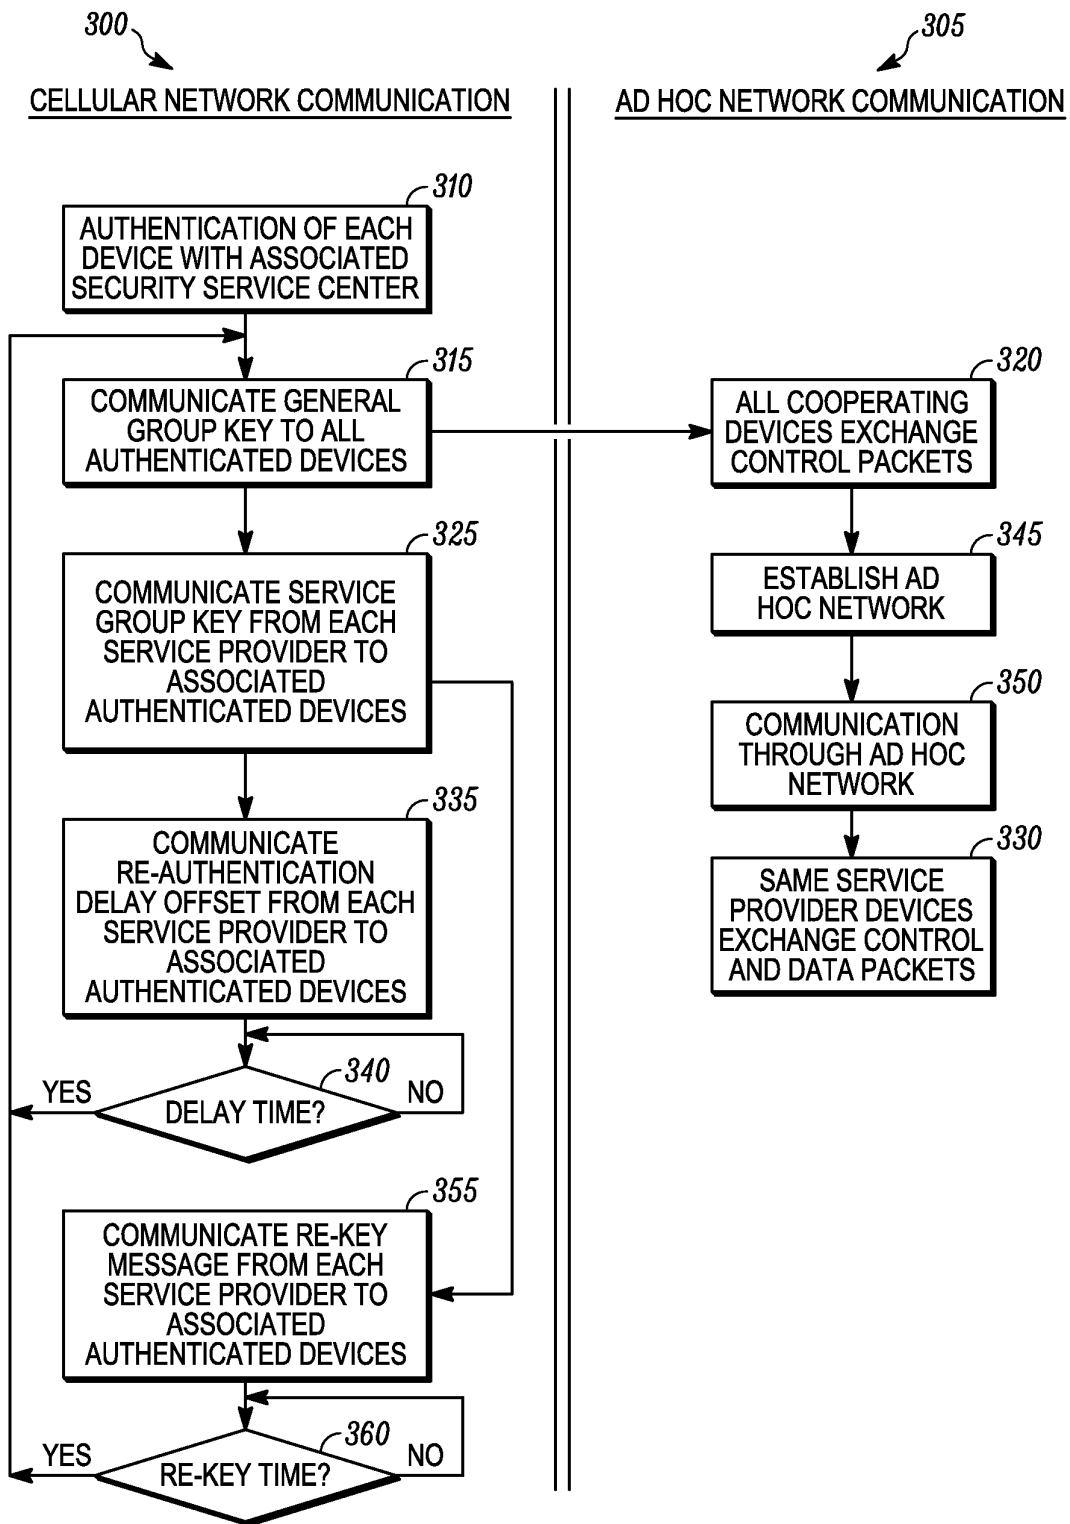 300
305
CELLULAR NETWORK COMMUNICATION
AD HOC NETWORK COMMUNICATION
310
AUTHENTICATION OF EACH
DEVICE WITH ASSOCIATED
SECURITY SERVICE CENTER
315
COMMUNICATE GENERAL
GROUP KEY TO ALL
AUTHENTICATED DEVICES
325
COMMUNICATE SERVICE
GROUP KEY FROM EACH
SERVICE PROVIDER TO
ASSOCIATED
AUTHENTICATED DEVICES
335
COMMUNICATE
RE-AUTHENTICATION
DELAY OFFSET FROM EACH
SERVICE PROVIDER TO
ASSOCIATED
AUTHENTICATED DEVICES
340
YES
NO
DELAY TIME?
355
COMMUNICATE RE-KEY
MESSAGE FROM EACH
SERVICE PROVIDER TO
ASSOCIATED
AUTHENTICATED DEVICES
360
YES
NO
RE-KEY TIME?
320
ALL COOPERATING
DEVICES EXCHANGE
CONTROL PACKETS
345
ESTABLISH AD
HOC NETWORK
350
COMMUNICATION
THROUGH AD HOC
NETWORK
330
SAME SERVICE
PROVIDER DEVICES
EXCHANGE CONTROL
AND DATA PACKETS